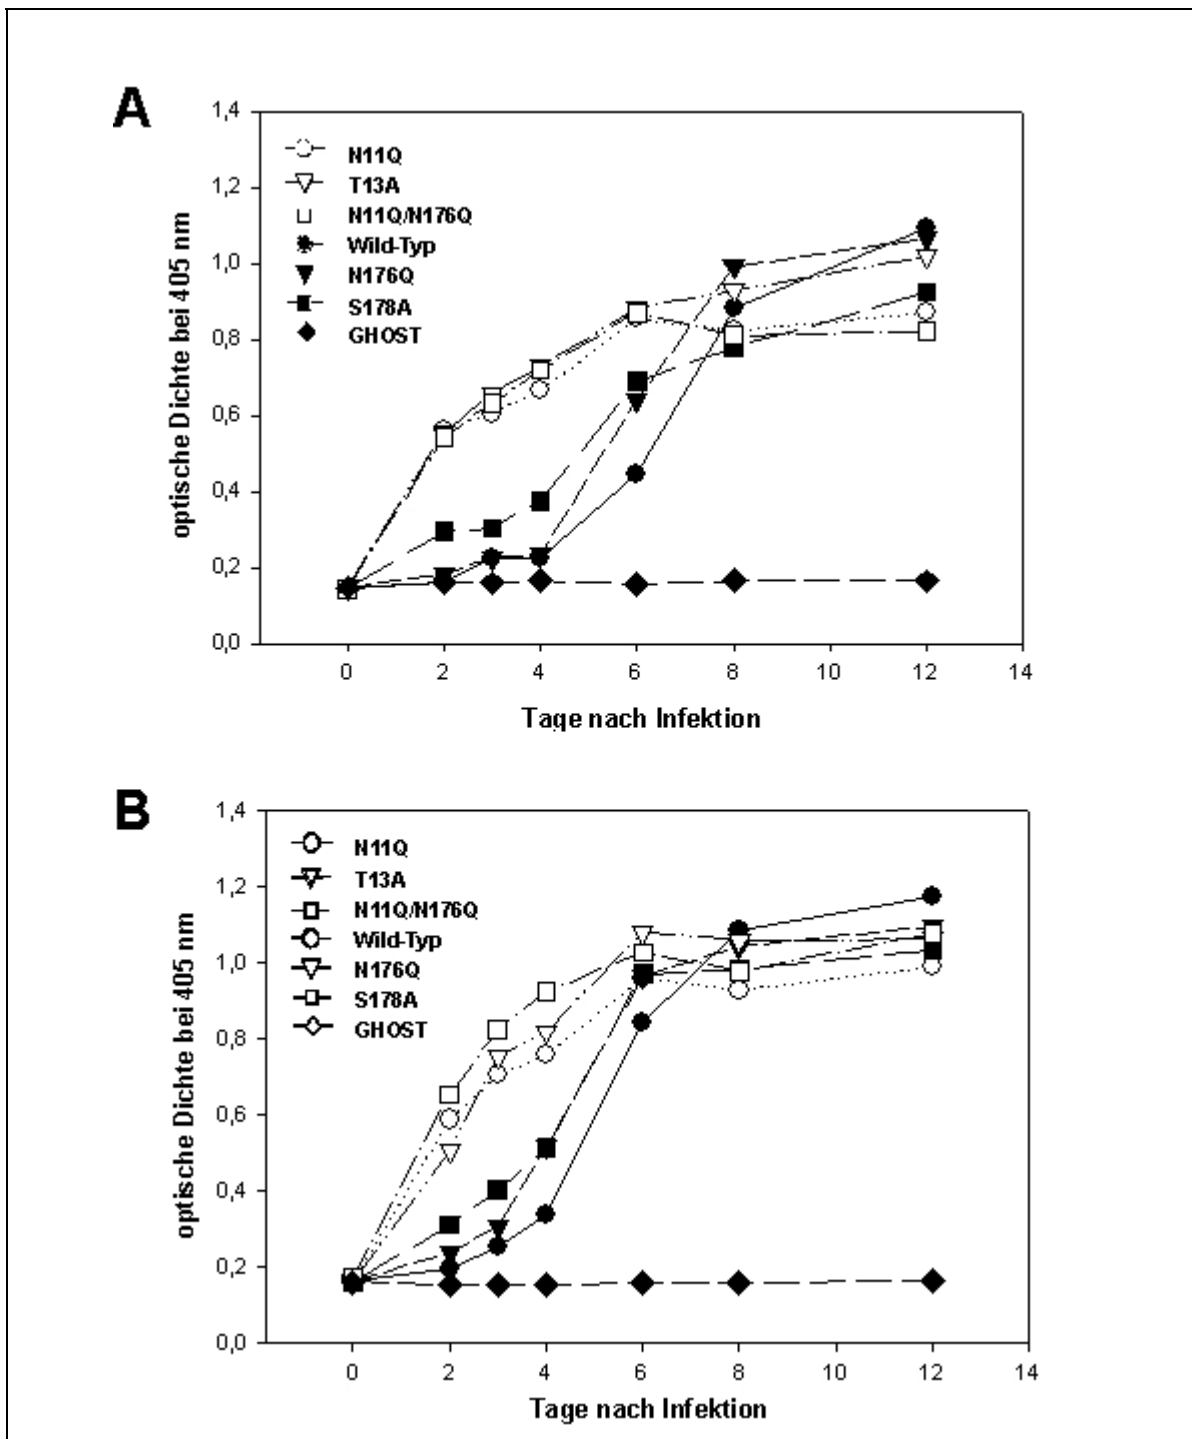 A
1,4
1,2
1,0
0,8
0,6
0,4
0,2
0,0
optische Dichte bei 405 nm
N11Q
T13A
N11Q/N176Q
Wild-Typ
N176Q
S178A
GHOST
0 2 4 6 8 10 12 14
Tage nach Infektion
B
1,4
1,2
1,0
0,8
0,6
0,4
0,2
0,0
optische Dichte bei 405 nm
N11Q
T13A
N11Q/N176Q
Wild-Typ
N176Q
S178A
GHOST
0 2 4 6 8 10 12 14
Tage nach Infektion